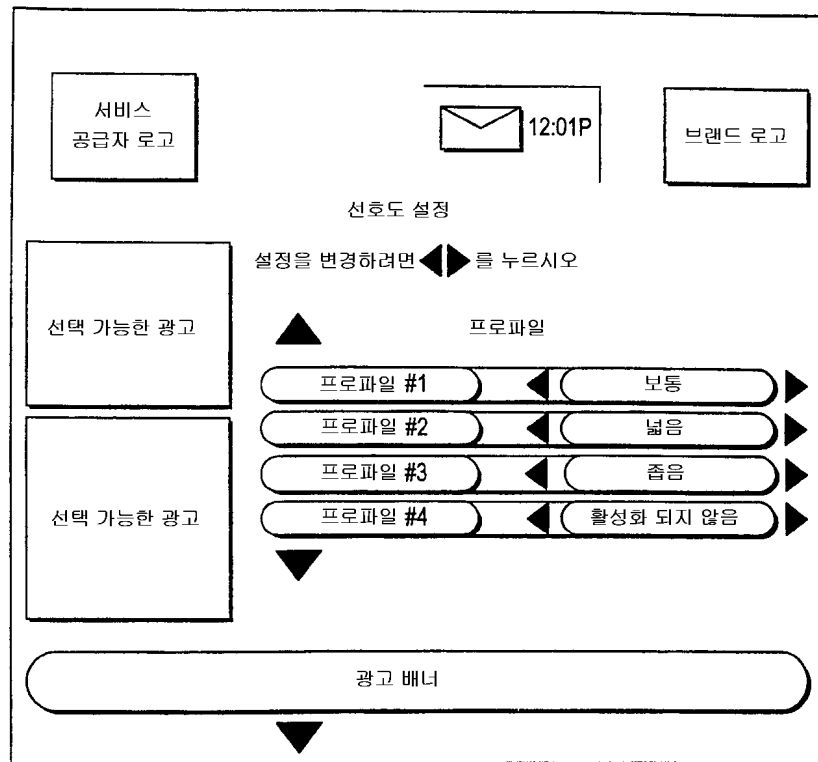 서비스
공급자 로고
12:01P
브랜드 로고
선호도 설정
설정을 변경하려면 ◀▶ 를 누르시오
선택 가능한 광고
프로파일
프로파일 #1
보통
프로파일 #2
넓음
프로파일 #3
좁음
선택 가능한 광고
프로파일 #4
활성화 되지 않음
광고 배너